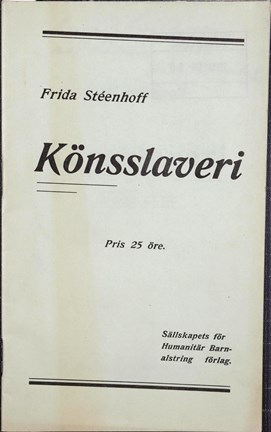 Frida Stéenhoff
Könsslaveri
Pris 25 öre.
Sällskapets för
Humanitär Barn-
alstring förlag.